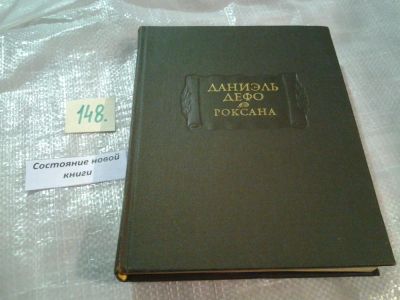 148.
Состояние новой
книги
ДАНИЭЛЬ
ДЕФО
РОКСАНА